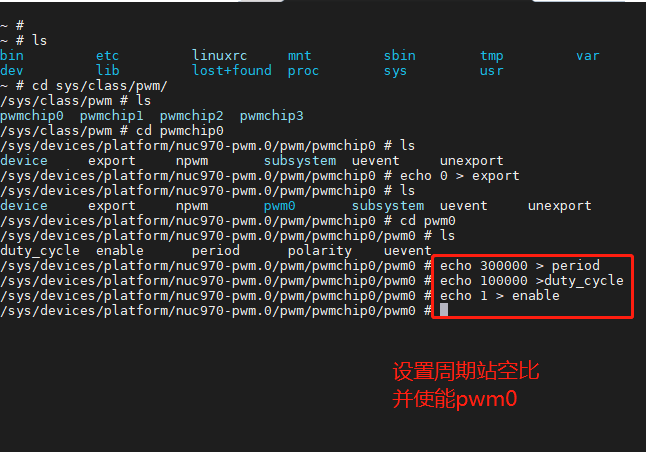 ~ #
~ # ls
bin etc linuxrc mnt sbin tmp var
dev lib lost+found proc sys usr
~ # cd sys/class/pwm/
/sys/class/pwm # ls
pwmchip0 pwmchip1 pwmchip2 pwmchip3
/sys/class/pwm # cd pwmchip0
/sys/devices/platform/nuc970-pwm.0/pwm/pwmchip0 # ls
device export npwm subsystem uevent unexport
/sys/devices/platform/nuc970-pwm.0/pwm/pwmchip0 # echo 0 > export
/sys/devices/platform/nuc970-pwm.0/pwm/pwmchip0 # ls
device export npwm pwm0 subsystem uevent unexport
/sys/devices/platform/nuc970-pwm.0/pwm/pwmchip0 # cd pwm0
/sys/devices/platform/nuc970-pwm.0/pwm/pwmchip0/pwm0 # ls
duty_cycle enable period polarity uevent
/sys/devices/platform/nuc970-pwm.0/pwm/pwmchip0/pwm0 # echo 300000 > period
/sys/devices/platform/nuc970-pwm.0/pwm/pwmchip0/pwm0 # echo 100000 >duty_cycle
/sys/devices/platform/nuc970-pwm.0/pwm/pwmchip0/pwm0 # echo 1 > enable
/sys/devices/platform/nuc970-pwm.0/pwm/pwmchip0/pwm0 #
设置周期站空比
并使能pwm0